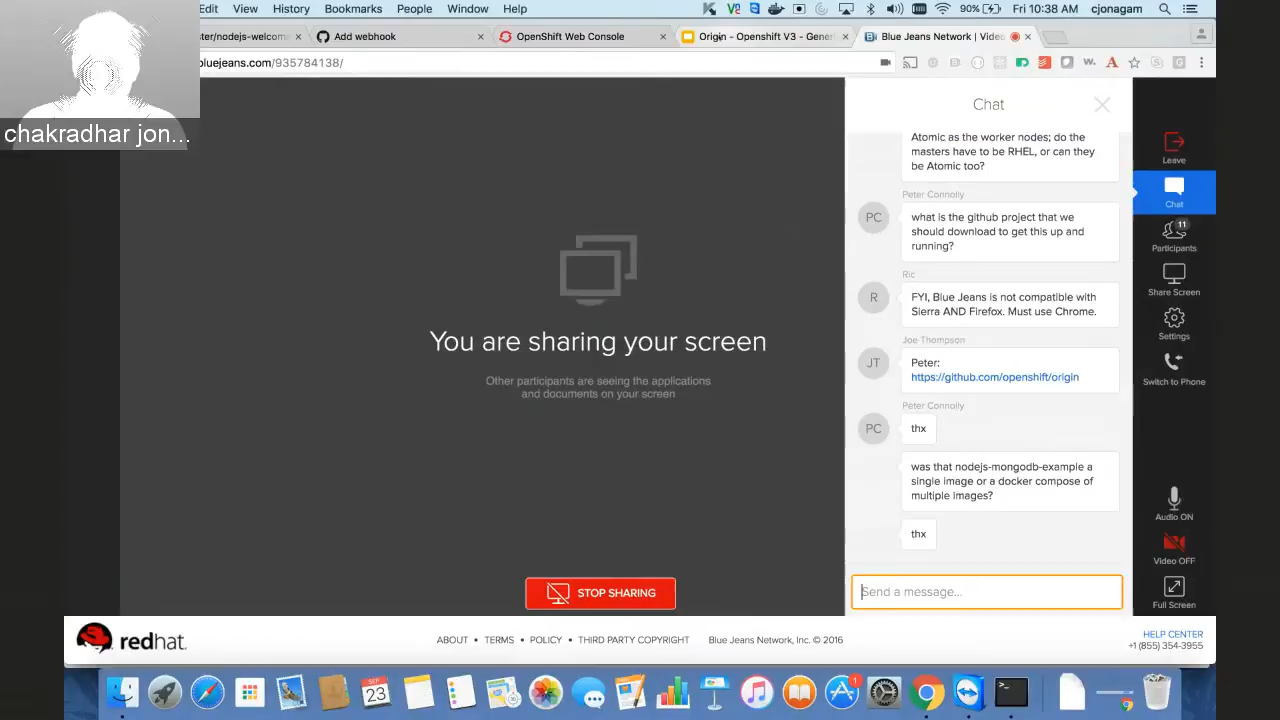 Edit View History Bookmarks People Window Help 90% Fri 10:38 AM cjonagam
ster/nodejs-welcom Add webhook OpenShift Web Console Origin - Openshift V3 - Gener Blue Jeans Network | Video
bluejeans.com/935784138/
chakradhar jon...
Chat
Atomic as the worker nodes; do the
masters have to be RHEL, or can they
be Atomic too?
Peter Connolly
PC
what is the github project that we
should download to get this up and
running?
Ric
R
FYI, Blue Jeans is not compatible with
Sierra AND Firefox. Must use Chrome.
Joe Thompson
JT
Peter:
https://github.com/openshift/origin
Peter Connolly
PC
thx
was that nodejs-mongodb-example a
single image or a docker compose of
multiple images?
thx
Send a message...
You are sharing your screen
Other participants are seeing the applications
and documents on your screen
STOP SHARING
Leave
Chat
11
Participants
Share Screen
Settings
Switch to Phone
Audio ON
Video OFF
Full Screen
redhat.
ABOUT • TERMS • POLICY • THIRD PARTY COPYRIGHT Blue Jeans Network, Inc. © 2016
HELP CENTER
+1 (855) 354-3955
SEP
23
1